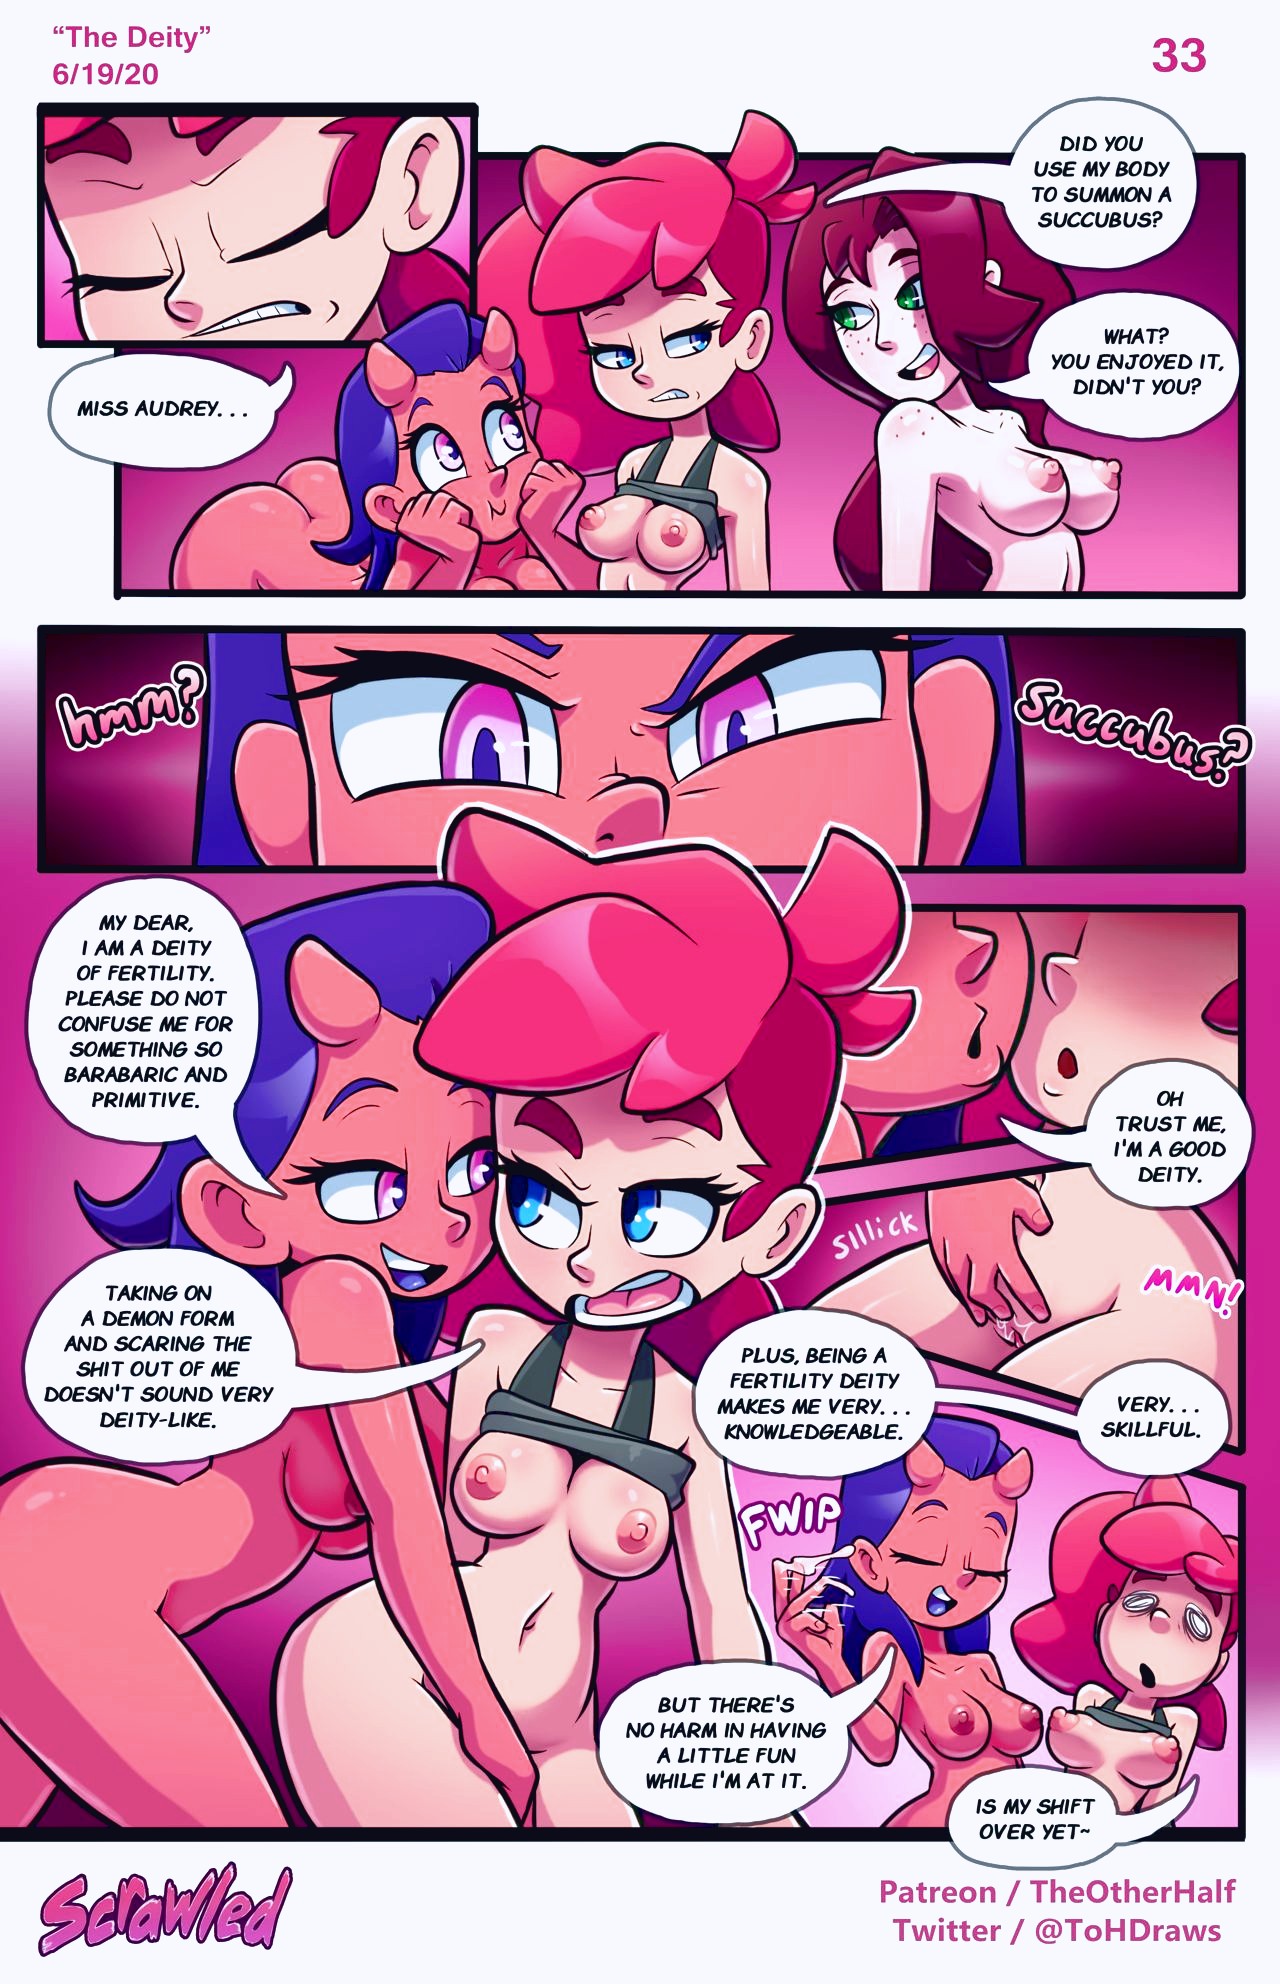 “The Deity”
6/19/20
33
MISS AUDREY. . .
DID YOU
USE MY BODY
TO SUMMON A
SUCCUBUS?
WHAT?
YOU ENJOYED IT,
DIDN'T YOU?
hmm?
Succubus?
MY DEAR,
I AM A DEITY
OF FERTILITY.
PLEASE DO NOT
CONFUSE ME FOR
SOMETHING SO
BARABARIC AND
PRIMITIVE.
TAKING ON
A DEMON FORM
AND SCARING THE
SHIT OUT OF ME
DOESN'T SOUND VERY
DEITY-LIKE.
OH
TRUST ME,
I'M A GOOD
DEITY.
SlllicK
MMN!
PLUS, BEING A
FERTILITY DEITY
MAKES ME VERY. . .
KNOWLEDGEABLE.
VERY. . .
SKILLFUL.
FWIP
BUT THERE'S
NO HARM IN HAVING
A LITTLE FUN
WHILE I'M AT IT.
IS MY SHIFT
OVER YET~
Scrawled
Patreon / TheOtherHalf
Twitter / @ToHDraws